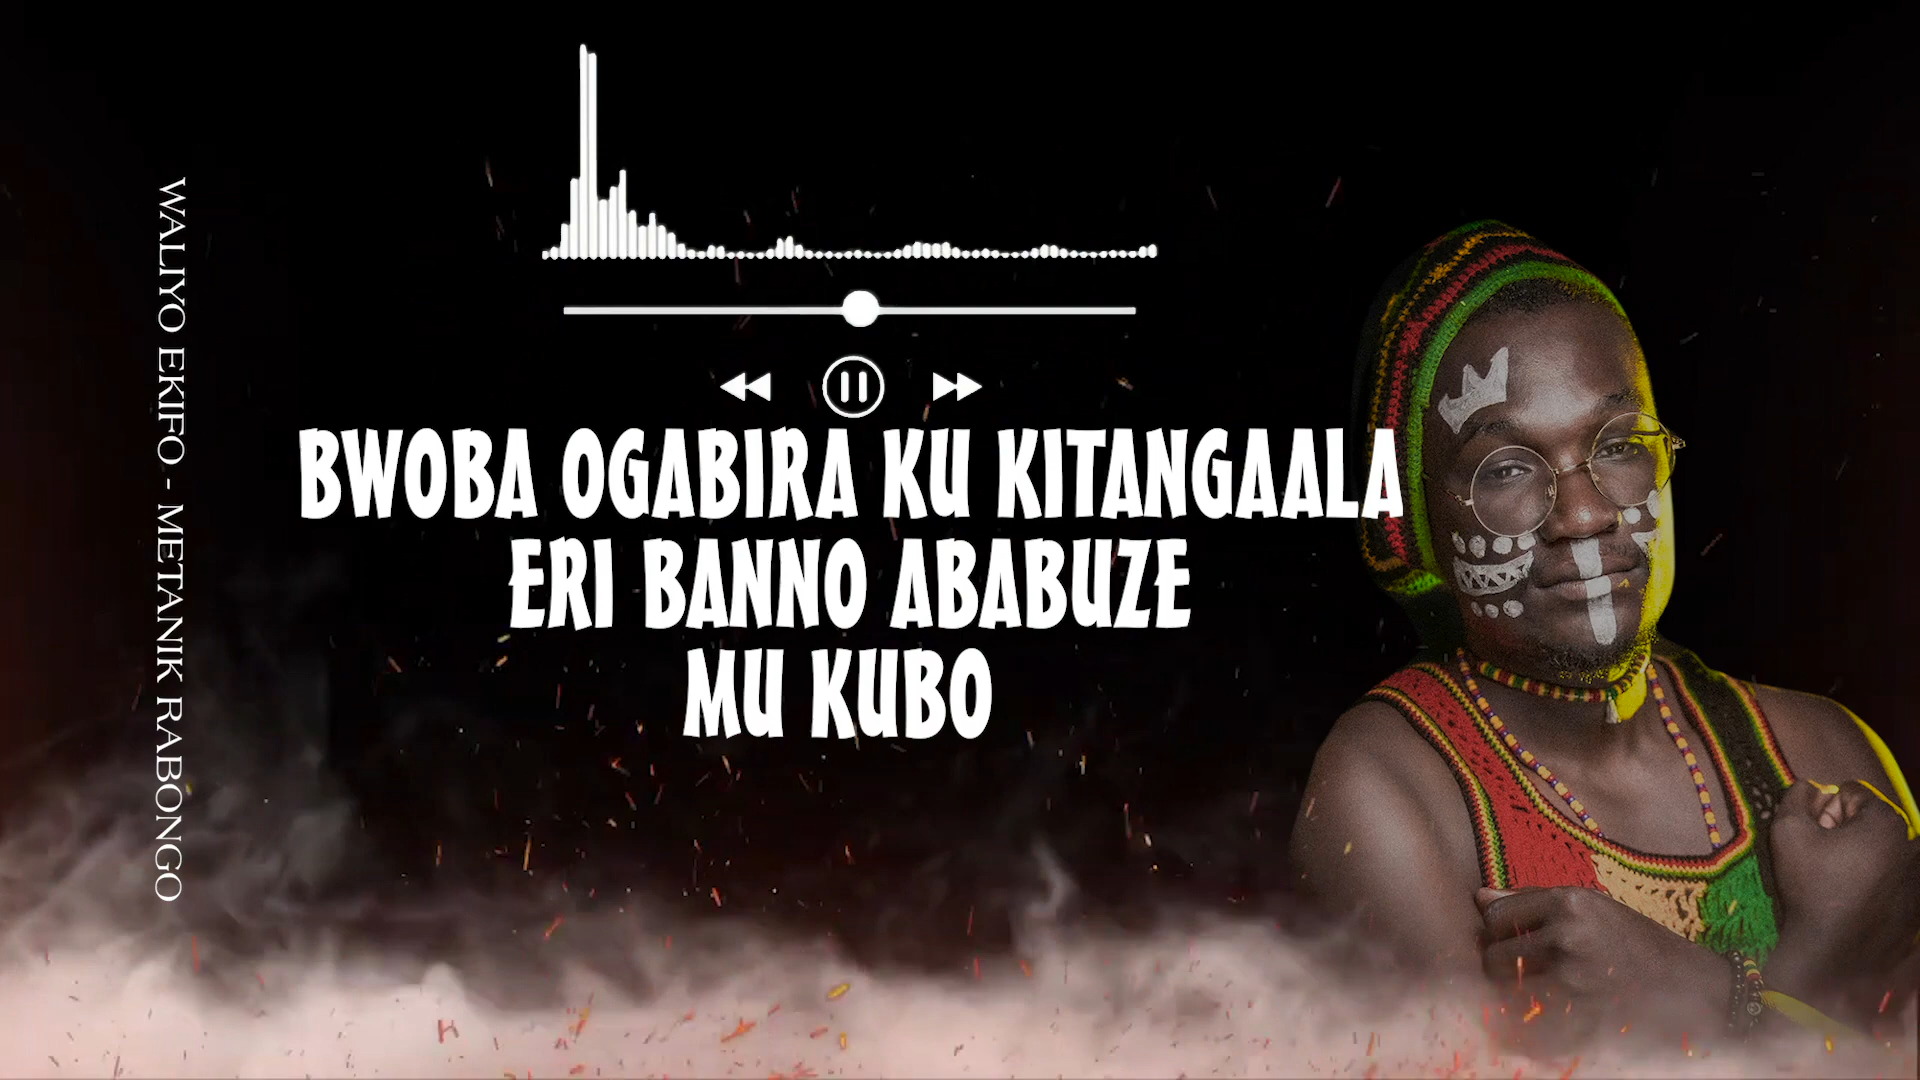 WALIYO EKIFO - METANIK RABONGO
BWOBA OGABIRA KU KITANGAALA
ERI BANNO ABABUZE
MU KUBO